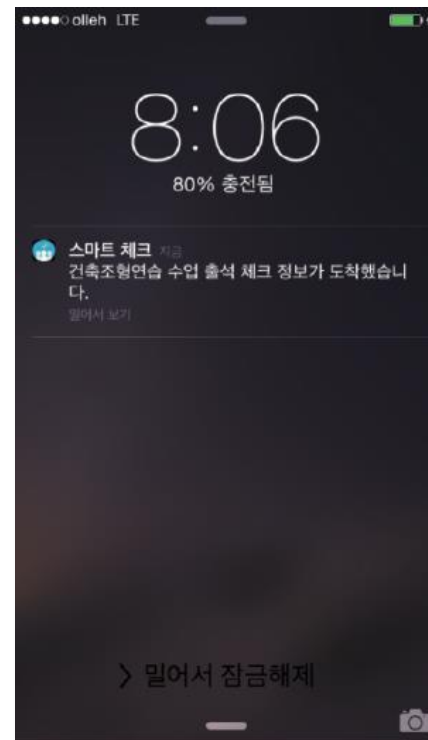 olleh LTE
8:06
80% 충전됨
스마트 체크 지금
건축조형연습 수업 출석 체크 정보가 도착했습니
다.
밀어서 보기
> 밀어서 잠금해제